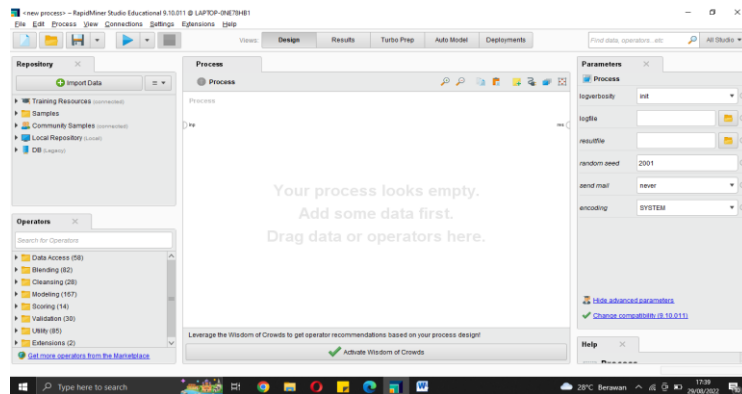 <new process> – RapidMiner Studio Educational 9.10.011 @ LAPTOP-0NE78HB1
File Edit Process View Connections Settings Extensions Help
Views: Design Results Turbo Prep Auto Model Deployments
Find data, operators...etc All Studio
Repository
Import Data
Training Resources (connected)
Samples
Community Samples (connected)
Local Repository (Local)
DB (Legacy)
Operators
Search for Operators
Data Access (58)
Blending (82)
Cleansing (28)
Modeling (167)
Scoring (14)
Validation (30)
Utility (85)
Extensions (2)
Get more operators from the Marketplace
Process
Process
Process
inp
res
Your process looks empty.
Add some data first.
Drag data or operators here.
Leverage the Wisdom of Crowds to get operator recommendations based on your process design!
Activate Wisdom of Crowds
Parameters
Process
logverbosity init
logfile
resultfile
random seed 2001
send mail never
encoding SYSTEM
Hide advanced parameters
Change compatibility (9.10.011)
Help
Type here to search
28°C Berawan
17:39
29/08/2022